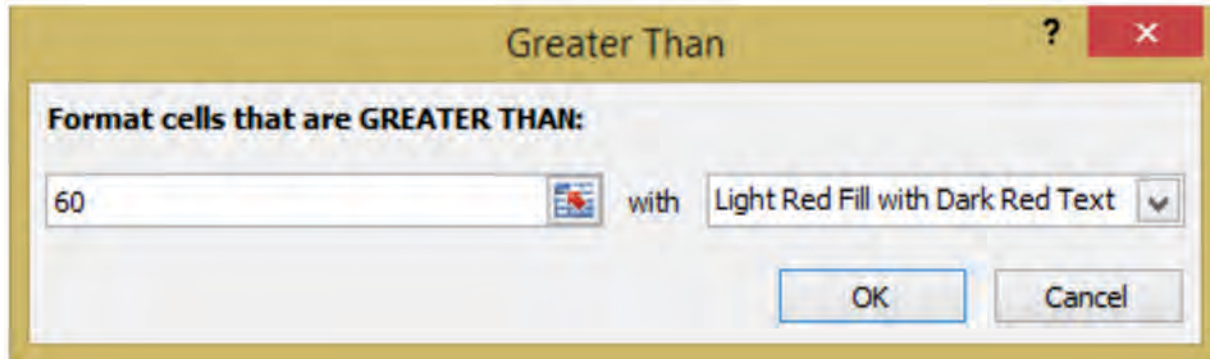 Greater Than ?
Format cells that are GREATER THAN:
60 with Light Red Fill with Dark Red Text
OK Cancel